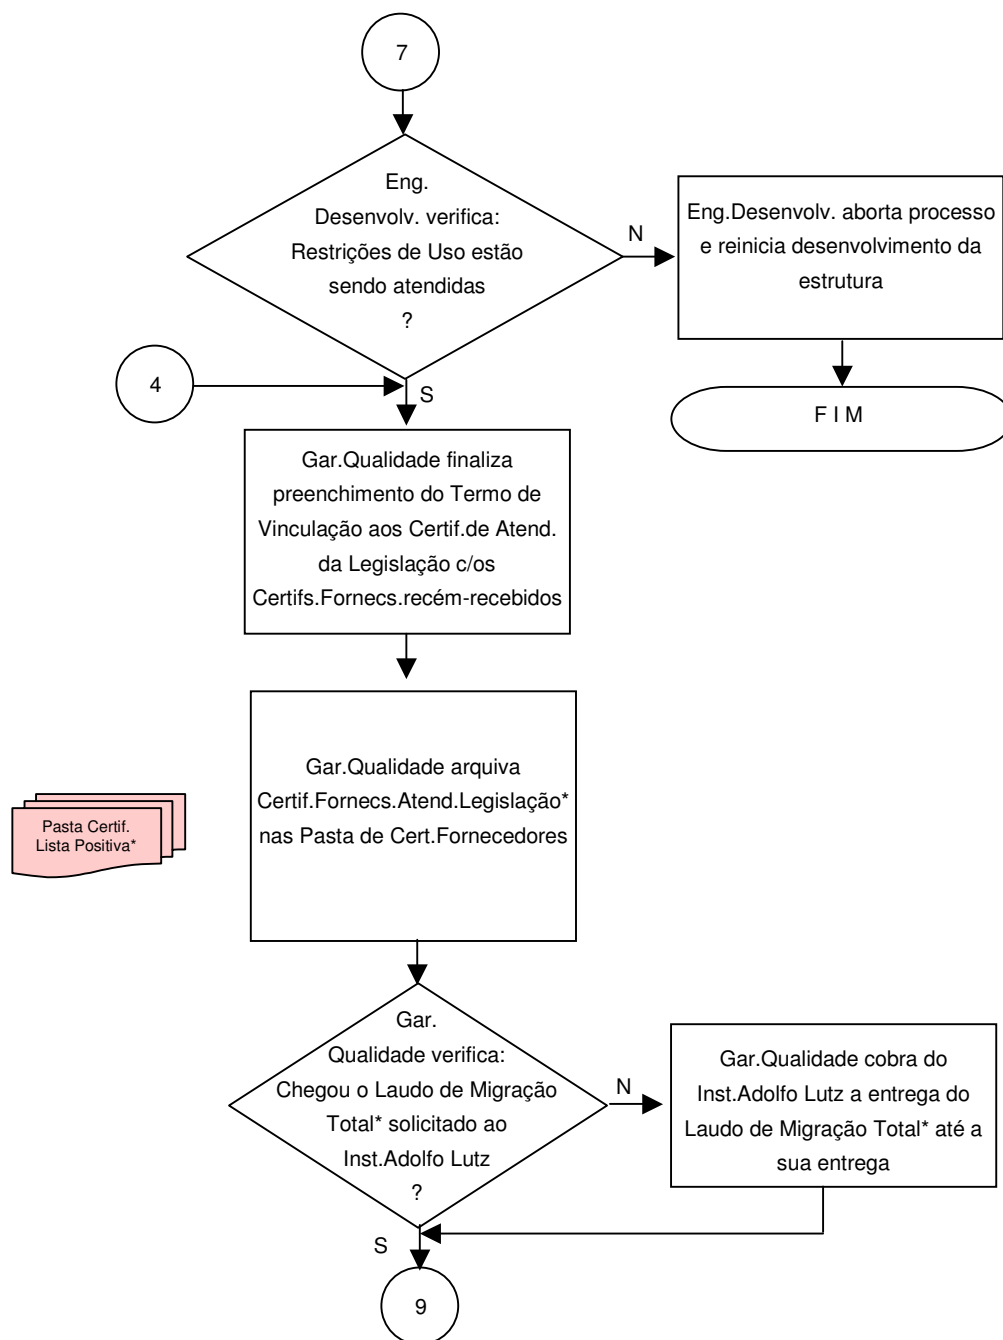 7
Eng.
Desenvolv. verifica:
Restrições de Uso estão
sendo atendidas
?
N
Eng.Desenvolv. aborta processo
e reinicia desenvolvimento da
estrutura
F I M
4
S
Gar.Qualidade finaliza
preenchimento do Termo de
Vinculação aos Certif.de Atend.
da Legislação c/os
Certifs.Fornecs.recém-recebidos
Gar.Qualidade arquiva
Certif.Fornecs.Atend.Legislação*
nas Pasta de Cert.Fornecedores
Pasta Certif.
Lista Positiva*
Gar.
Qualidade verifica:
Chegou o Laudo de Migração
Total* solicitado ao
Inst.Adolfo Lutz
?
N
Gar.Qualidade cobra do
Inst.Adolfo Lutz a entrega do
Laudo de Migração Total* até a
sua entrega
S
9